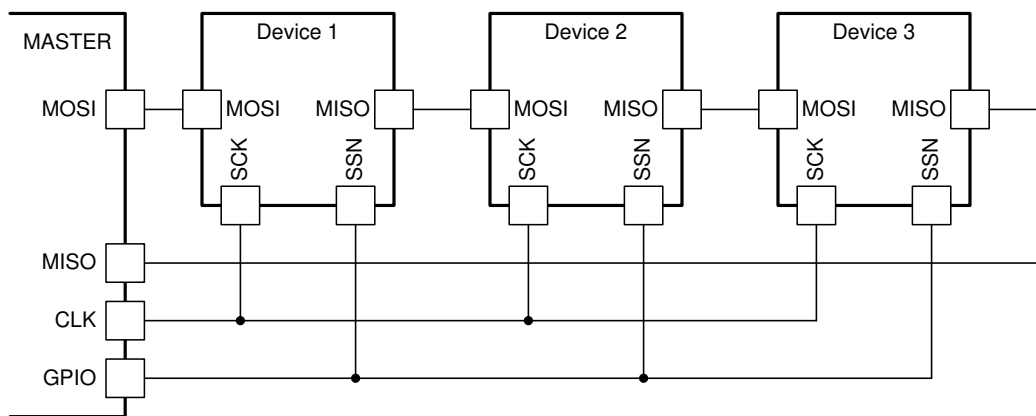 MASTER
MOSI
MISO
CLK
GPIO
Device 1
MOSI
MISO
SCK
SSN
Device 2
MOSI
MISO
SCK
SSN
Device 3
MOSI
MISO
SCK
SSN